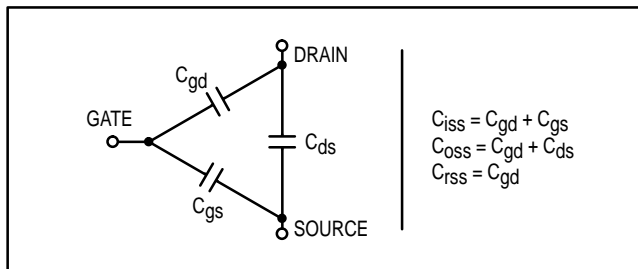 DRAIN
Cgd
GATE
Cds
Cgs
SOURCE
Ciss = Cgd + Cgs
Coss = Cgd + Cds
Crss = Cgd